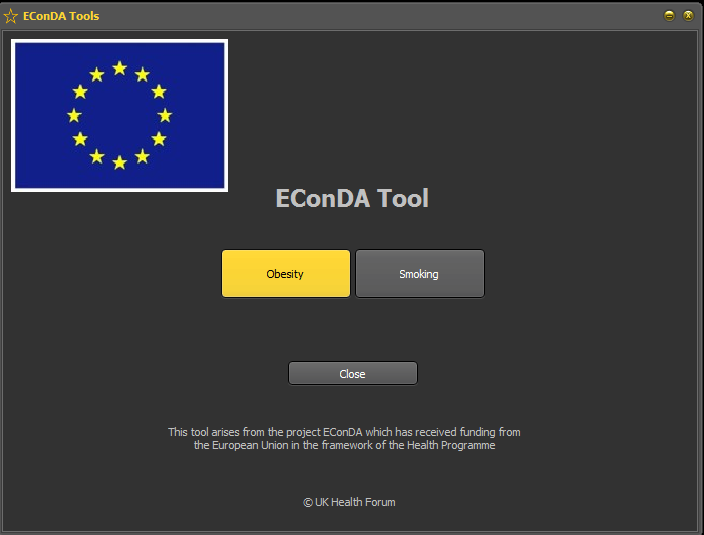 EConDA Tools
EConDA Tool
Obesity
Smoking
Close
This tool arises from the project EConDA which has received funding from
the European Union in the framework of the Health Programme
© UK Health Forum